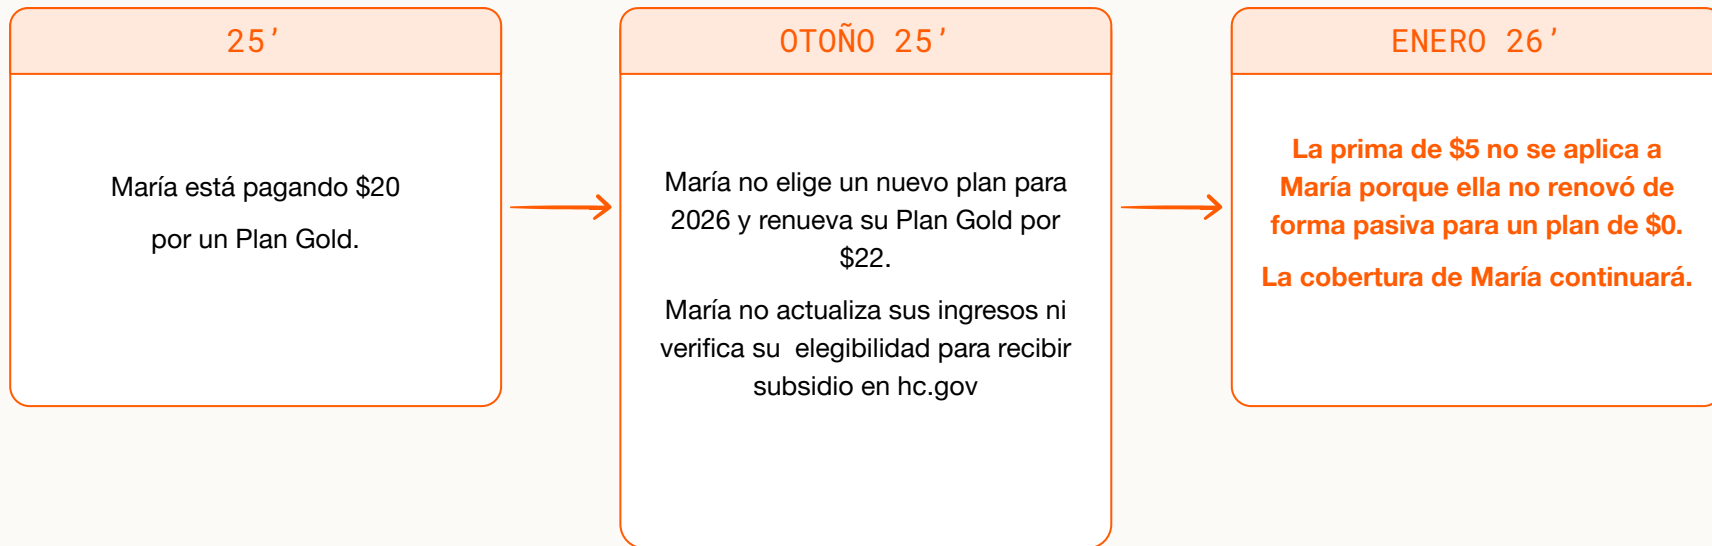 25’
María está pagando $20
por un Plan Gold.
OTOÑO 25’
María no elige un nuevo plan para
2026 y renueva su Plan Gold por
$22.
María no actualiza sus ingresos ni
verifica su  elegibilidad para recibir
subsidio en hc.gov
ENERO 26’
La prima de $5 no se aplica a
María porque ella no renovó de
forma pasiva para un plan de $0.
La cobertura de María continuará.